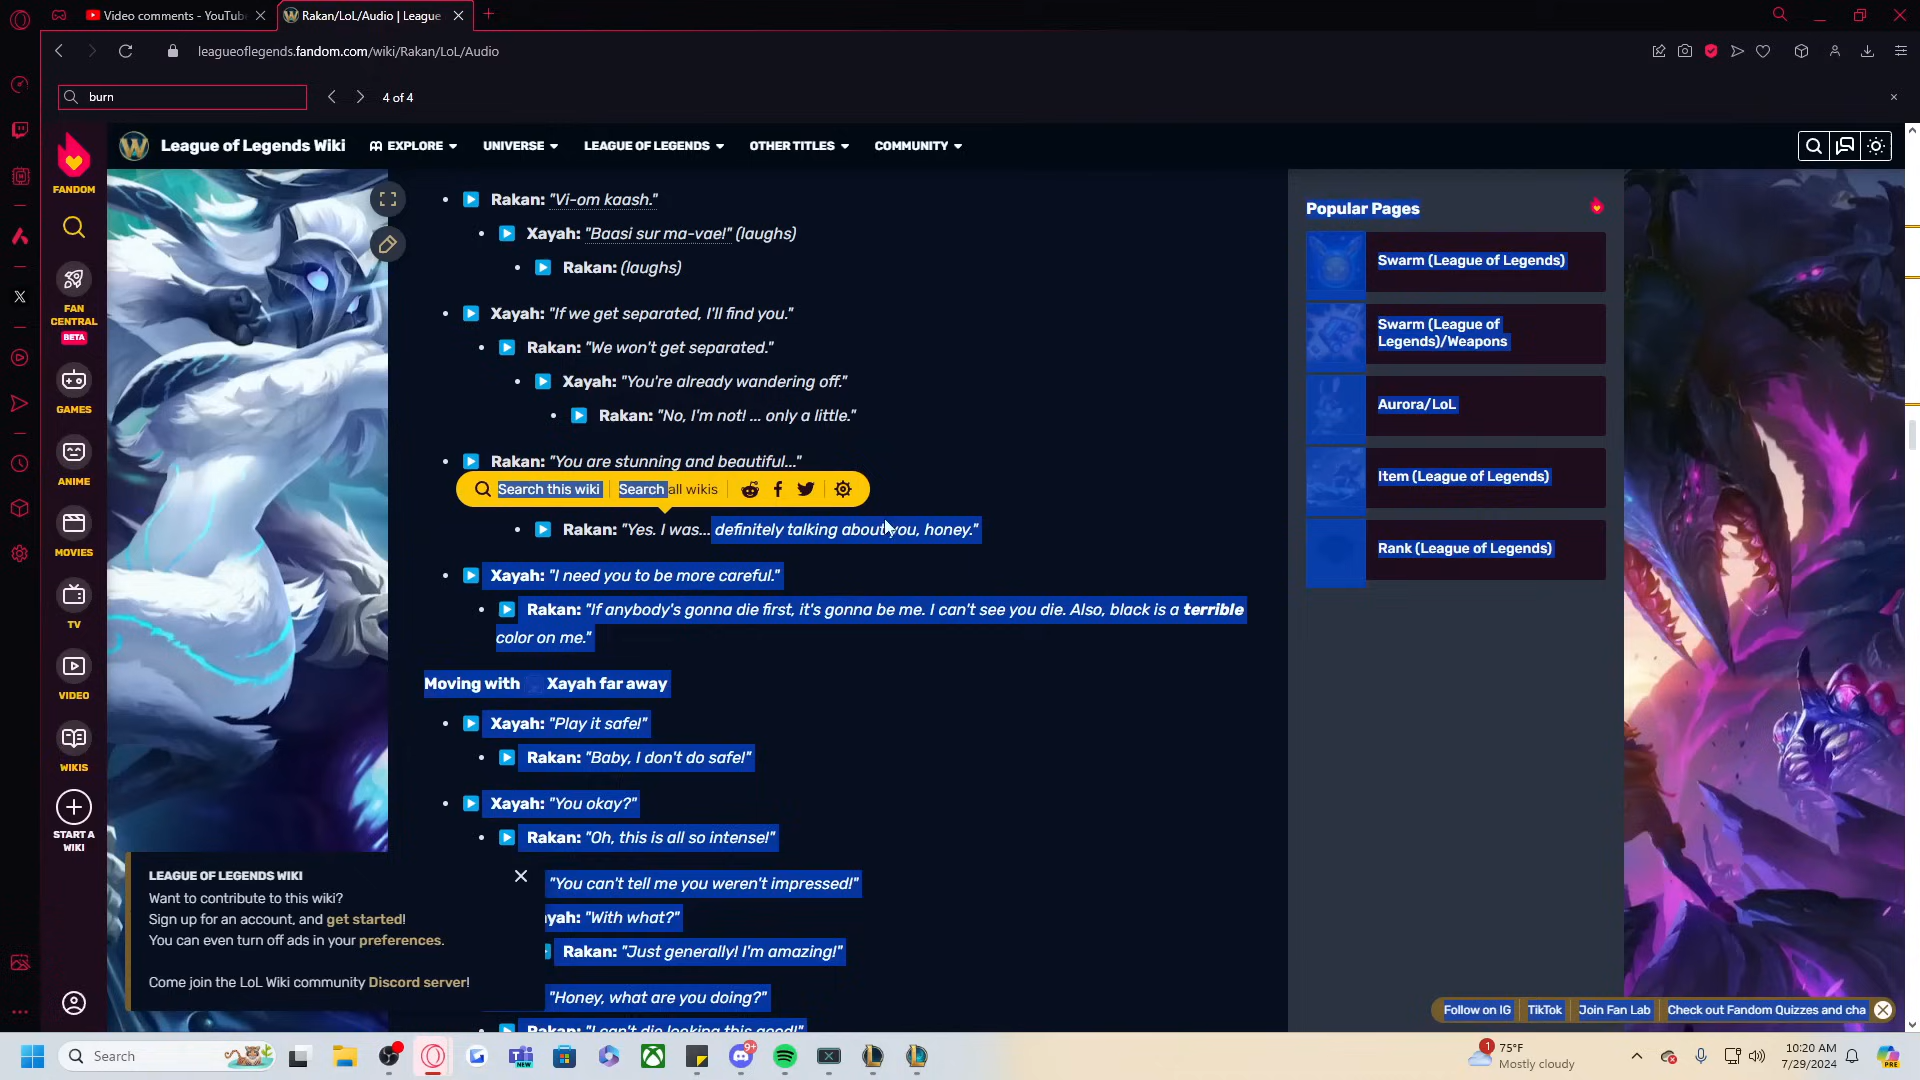 Video comments - YouTub
Rakan/LoL/Audio | League
leagueoflegends.fandom.com/wiki/Rakan/LoL/Audio
burn
4 of 4
FANDOM
FAN CENTRAL
BETA
GAMES
ANIME
MOVIES
TV
VIDEO
WIKIS
START A WIKI
League of Legends Wiki
EXPLORE
UNIVERSE
LEAGUE OF LEGENDS
OTHER TITLES
COMMUNITY
Rakan: "Vi-om kaash."
Xayah: "Baasi sur ma-vae!" (laughs)
Rakan: (laughs)
Xayah: "If we get separated, I'll find you."
Rakan: "We won't get separated."
Xayah: "You're already wandering off."
Rakan: "No, I'm not! ... only a little."
Rakan: "You are stunning and beautiful..."
Search this wiki
Search all wikis
Rakan: "Yes. I was... definitely talking about you, honey."
Xayah: "I need you to be more careful."
Rakan: "If anybody's gonna die first, it's gonna be me. I can't see you die. Also, black is a terrible
color on me."
Moving with Xayah far away
Xayah: "Play it safe!"
Rakan: "Baby, I don't do safe!"
Xayah: "You okay?"
Rakan: "Oh, this is all so intense!"
"You can't tell me you weren't impressed!"
yah: "With what?"
Rakan: "Just generally! I'm amazing!"
"Honey, what are you doing?"
Rakan: "I can't die looking this good!"
Popular Pages
Swarm (League of Legends)
Swarm (League of
Legends)/Weapons
Aurora/LoL
Item (League of Legends)
Rank (League of Legends)
LEAGUE OF LEGENDS WIKI
Want to contribute to this wiki?
Sign up for an account, and get started!
You can even turn off ads in your preferences.
Come join the LoL Wiki community Discord server!
Follow on IG
TikTok
Join Fan Lab
Check out Fandom Quizzes and cha
Search
NEW
9+
1
75°F
Mostly cloudy
10:20 AM
7/29/2024
PRE